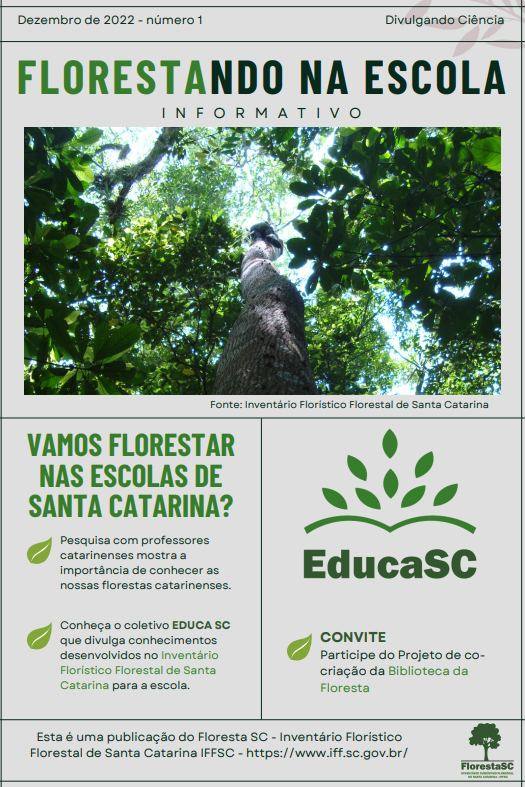 Dezembro de 2022 - número 1
Divulgando Ciência
FLORESTANDO NA ESCOLA
INFORMATIVO
Fonte: Inventário Florístico Florestal de Santa Catarina
VAMOS FLORESTAR
NAS ESCOLAS DE
SANTA CATARINA?
Pesquisa com professores
catarinenses mostra a
importância de conhecer as
nossas florestas catarinenses.
Conheça o coletivo EDUCA SC
que divulga conhecimentos
desenvolvidos no Inventário
Florístico Florestal de Santa
Catarina para a escola.
EducaSC
CONVITE
Participe do Projeto de co-
criação da Biblioteca da
Floresta
Esta é uma publicação do Floresta SC - Inventário Florístico
Florestal de Santa Catarina IFFSC - https://www.iff.sc.gov.br/
FlorestaSC